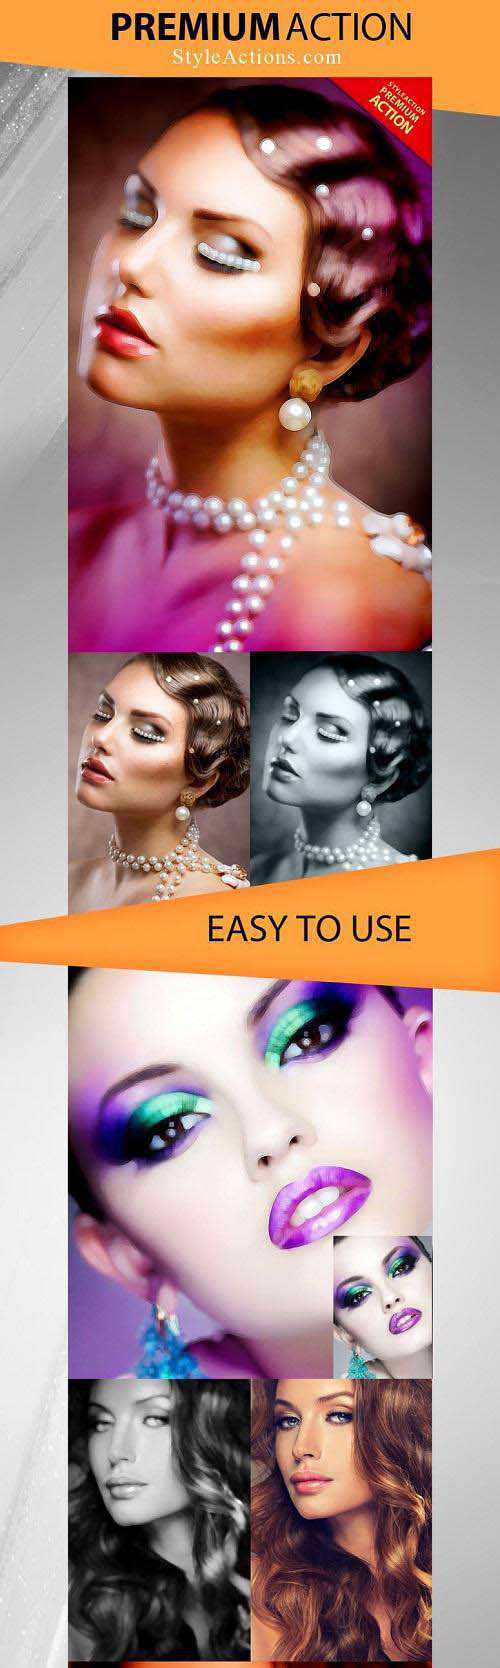 PREMIUM ACTION
StyleActions.com
STYLEACTION
PREMIUM
ACTION
EASY TO USE